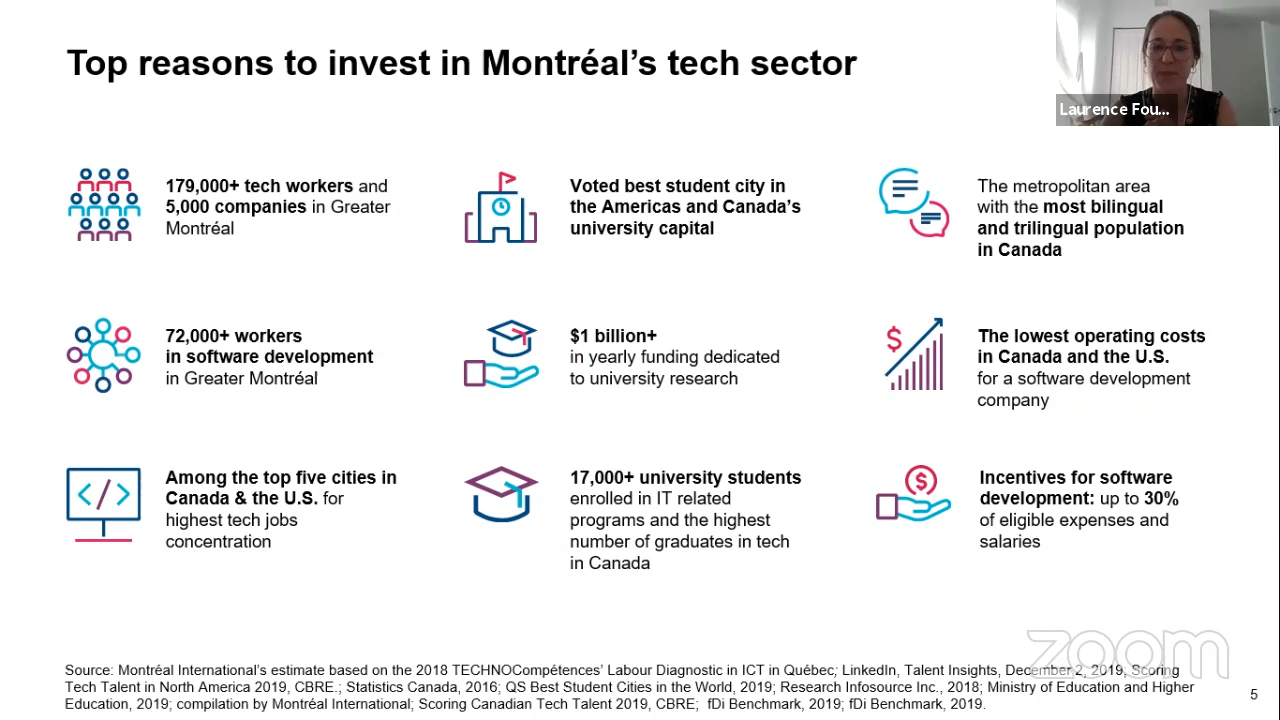 Top reasons to invest in Montréal's tech sector
Laurence Fou...
179,000+ tech workers and
5,000 companies in Greater
Montréal
Voted best student city in
the Americas and Canada's
university capital
The metropolitan area
with the most bilingual
and trilingual population
in Canada
72,000+ workers
in software development
in Greater Montréal
$1 billion+
in yearly funding dedicated
to university research
$
The lowest operating costs
in Canada and the U.S.
for a software development
company
</>
Among the top five cities in
Canada & the U.S. for
highest tech jobs
concentration
17,000+ university students
enrolled in IT related
programs and the highest
number of graduates in tech
in Canada
$
Incentives for software
development: up to 30%
of eligible expenses and
salaries
zoom
Source: Montréal International's estimate based on the 2018 TECHNOCompétences' Labour Diagnostic in ICT in Québec; LinkedIn, Talent Insights, December 2, 2019; Scoring
Tech Talent in North America 2019, CBRE.; Statistics Canada, 2016; QS Best Student Cities in the World, 2019; Research Infosource Inc., 2018; Ministry of Education and Higher
Education, 2019; compilation by Montréal International; Scoring Canadian Tech Talent 2019, CBRE; fDi Benchmark, 2019; fDi Benchmark, 2019.
5